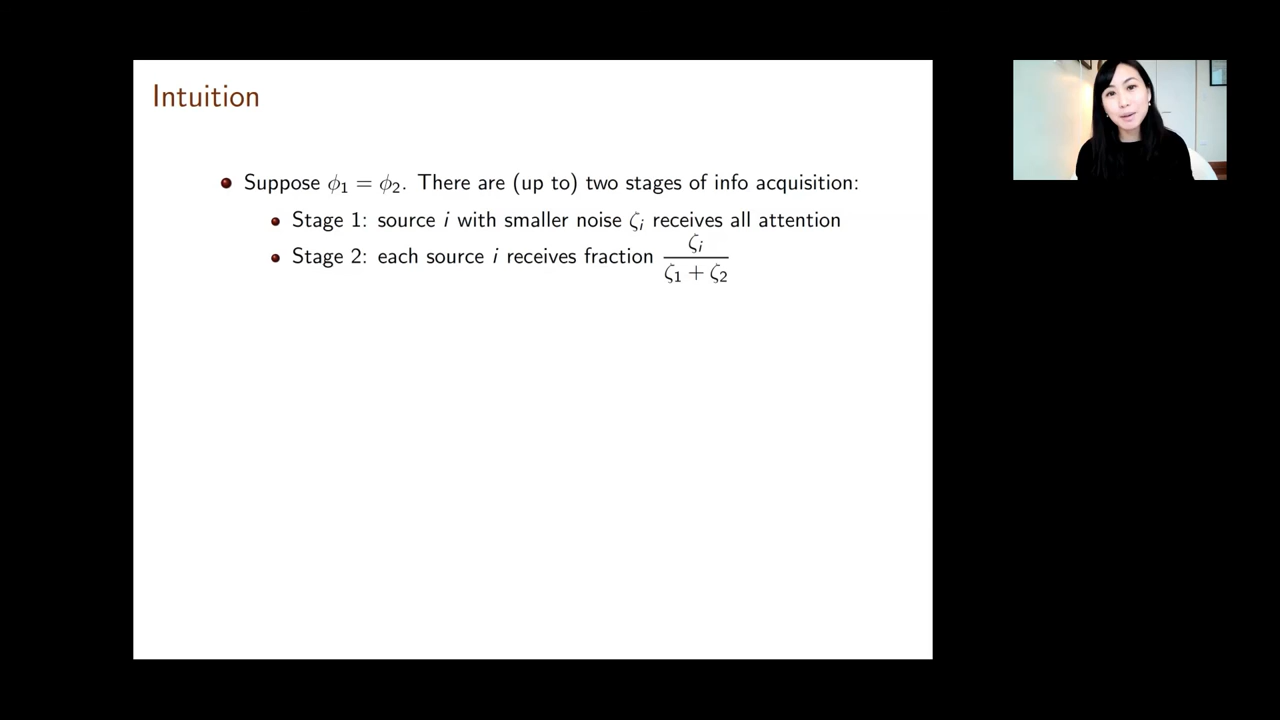 Intuition
Suppose ϕ₁ = ϕ₂. There are (up to) two stages of info acquisition:
Stage 1: source i with smaller noise ζᵢ receives all attention
Stage 2: each source i receives fraction ζᵢ / (ζ₁ + ζ₂)